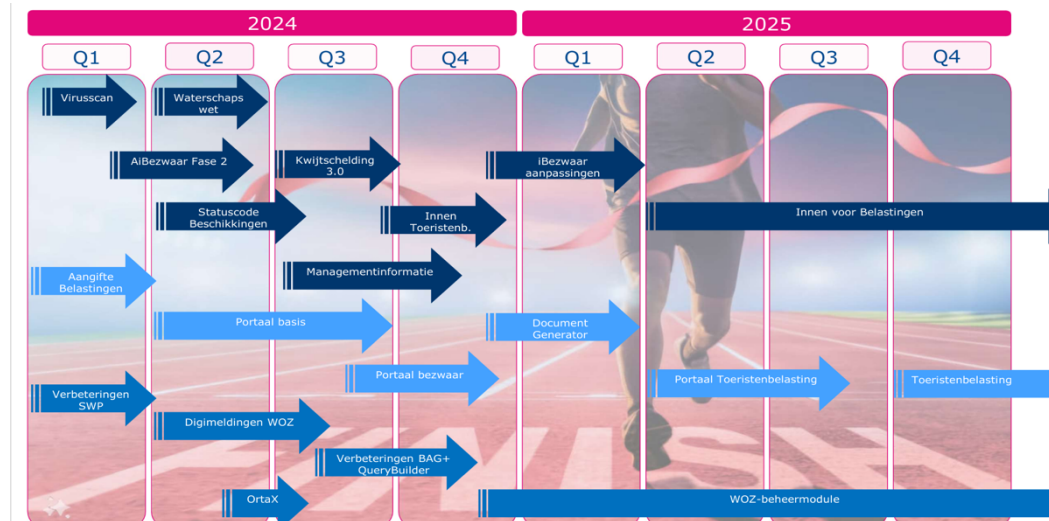 2024
2025
Q1
Q2
Q3
Q4
Q1
Q2
Q3
Q4
Virusscan
Waterschaps
wet
AiBezwaar Fase 2
Kwijtschelding
3.0
iBezwaar
aanpassingen
Statuscode
Beschikkingen
Innen
Toeristenb.
Innen voor Belastingen
Aangifte
Belastingen
Managementinformatie
Portaal basis
Document
Generator
Portaal bezwaar
Portaal Toeristenbelasting
Toeristenbelasting
Verbeteringen
SWP
Digimeldingen WOZ
Verbeteringen BAG+
QueryBuilder
OrtaX
WOZ-beheermodule
FINISH